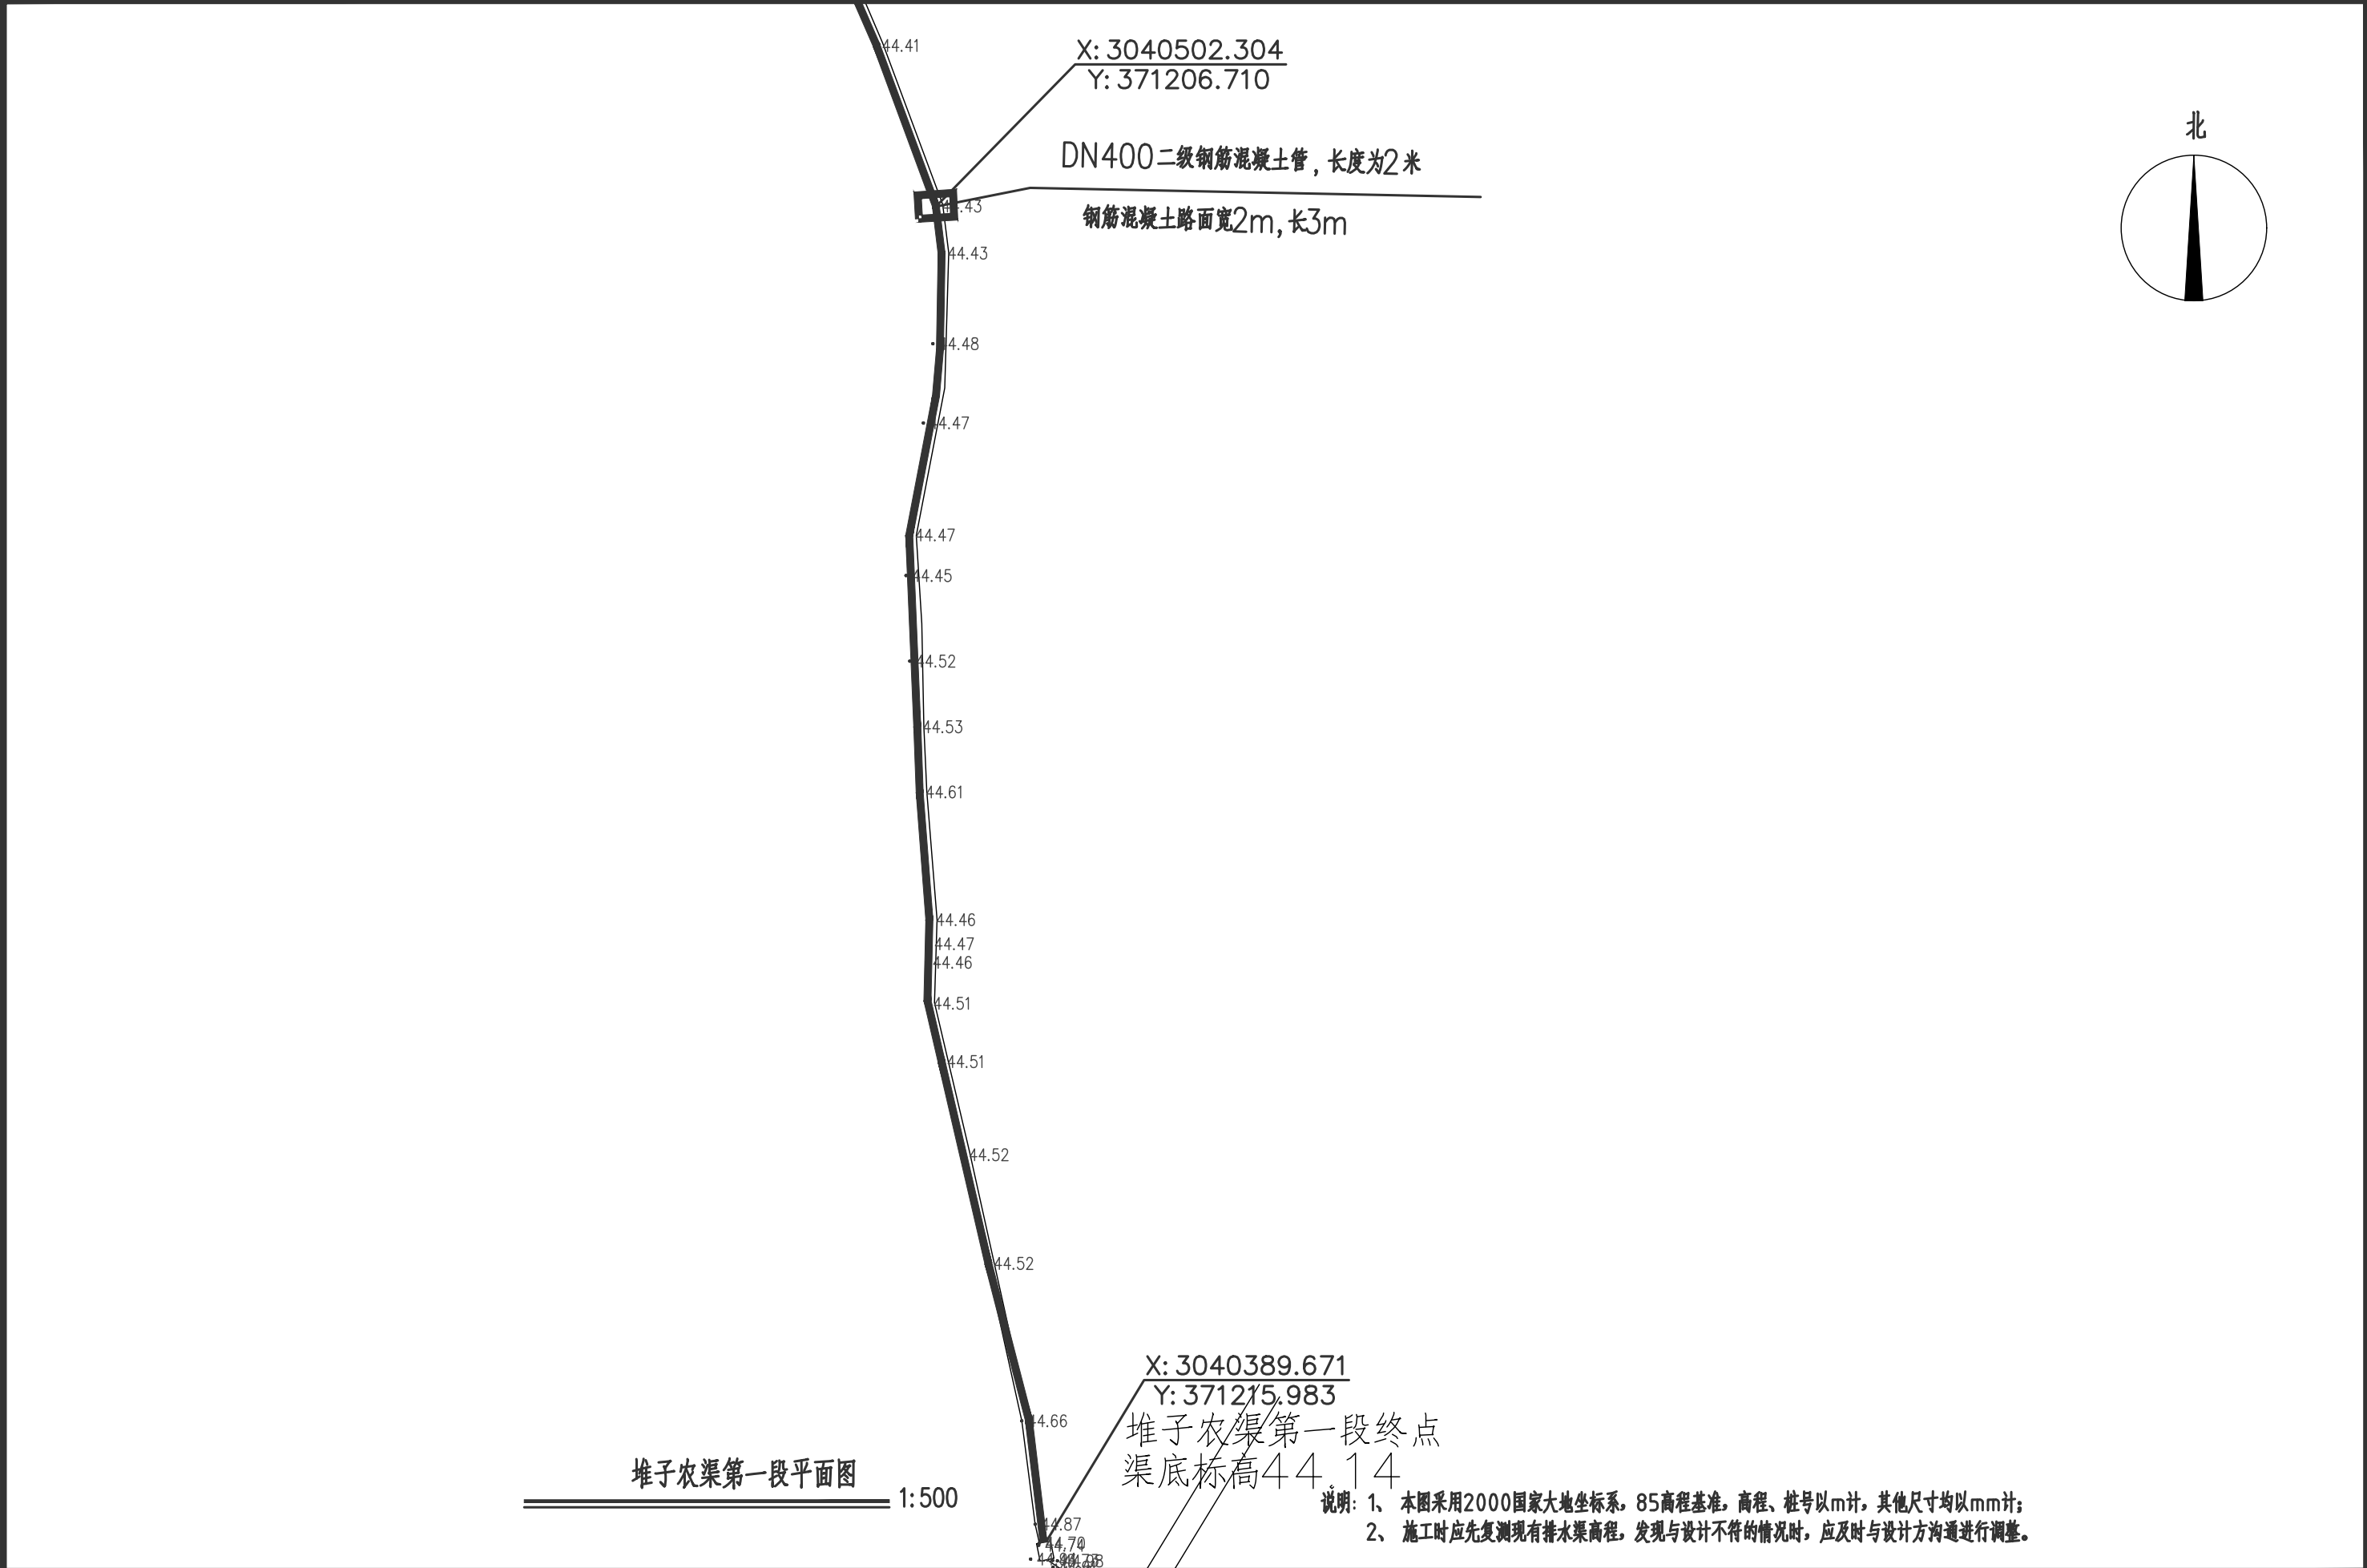 44.41
X: 3040502.304
Y: 371206.710
北
DN400二级钢筋混凝土管，长度为2米
44.43
钢筋混凝土路面宽2m,长3m
44.43
44.48
44.47
44.47
44.45
44.52
44.53
44.61
44.46
44.47
44.46
44.51
44.51
44.52
44.52
X: 3040389.671
Y: 371215.983
44.66
堆子农渠第一段终点
渠底标高44.14
堆子农渠第一段平面图
1:500
说明: 1、 本图采用2000国家大地坐标系，85高程基准，高程、桩号以m计，其他尺寸均以mm计；
2、 施工时应先复测现有排水渠高程，发现与设计不符的情况时，应及时与设计方沟通进行调整。
44.87
44.74